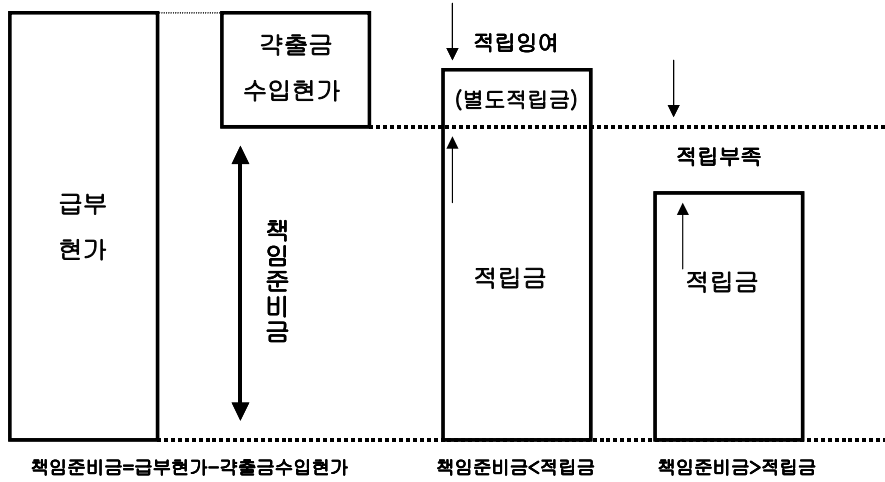 갹출금
수입현가
적립잉여
(별도적립금)
적립부족
급부
현가
책임준비금
적립금
적립금
책임준비금=급부현가-갹출금수입현가
책임준비금<적립금
책임준비금>적립금